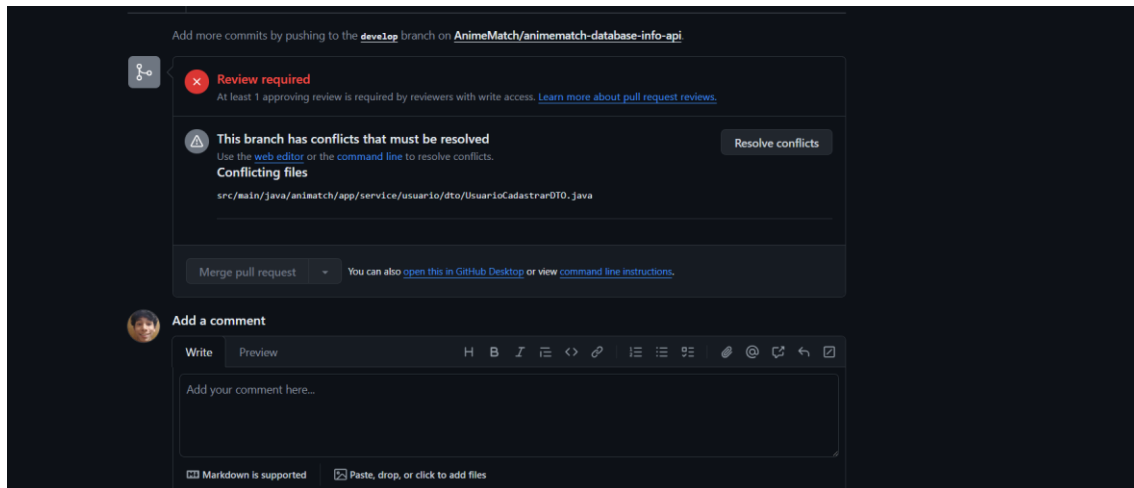 Add more commits by pushing to the develop branch on AnimeMatch/animematch-database-info-api.
Review required
At least 1 approving review is required by reviewers with write access. Learn more about pull request reviews.
This branch has conflicts that must be resolved
Resolve conflicts
Use the web editor or the command line to resolve conflicts.
Conflicting files
src/main/java/animatch/app/service/usuario/dto/UsuarioCadastrarDTO.java
Merge pull request
You can also open this in GitHub Desktop or view command line instructions.
Add a comment
Write Preview
Add your comment here...
Markdown is supported
Paste, drop, or click to add files